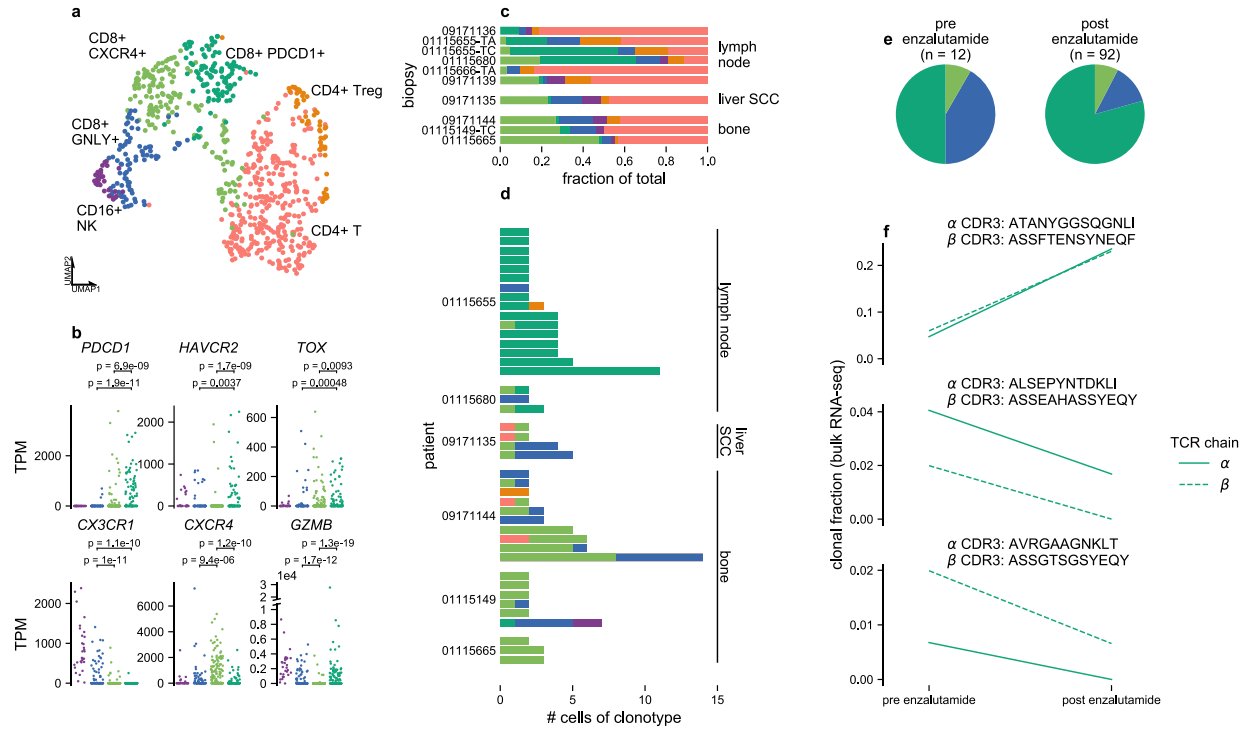 a
CD8+
CXCR4+
CD8+ PDCD1+
CD4+ Treg
CD8+
GNLY+
CD16+
NK
CD4+ T
UMAP2
UMAP1
b
PDCD1
HAVCR2
TOX
p = 6.9e-09
p = 1.7e-09
p = 0.0093
p = 1.9e-11
p = 0.0037
p = 0.00048
TPM
2000
0
2000
1000
0
600
400
200
0
CX3CR1
CXCR4
GZMB
p = 1.1e-10
p = 1.2e-10
p = 1.3e-19
p = 1e-11
p = 9.4e-06
p = 1.7e-12
TPM
2000
1000
0
6000
4000
2000
0
1e4
3
2
1
0.8
0.6
0.4
0.2
0
c
biopsy
09171136
01115655-TA
01115655-TC
01115680
01115666-TA
09171139
09171135
09171144
01115149-TC
01115665
lymph
node
liver SCC
bone
0.0 0.2 0.4 0.6 0.8 1.0
fraction of total
d
patient
01115655
01115680
09171135
09171144
01115149
01115665
lymph node
liver
SCC
bone
0 5 10 15
# cells of clonotype
e
pre
enzalutamide
(n = 12)
post
enzalutamide
(n = 92)
f
clonal fraction (bulk RNA-seq)
α CDR3: ATANYGGSQGNLI
β CDR3: ASSFTENSYNEQF
0.2
0.1
0.0
α CDR3: ALSEPYNTDKLI
β CDR3: ASSEAHASSYEQY
0.04
0.02
0.00
α CDR3: AVRGAAGNKLT
β CDR3: ASSGTSGSYEQY
0.02
0.01
0.00
pre enzalutamide
post enzalutamide
TCR chain
α
β